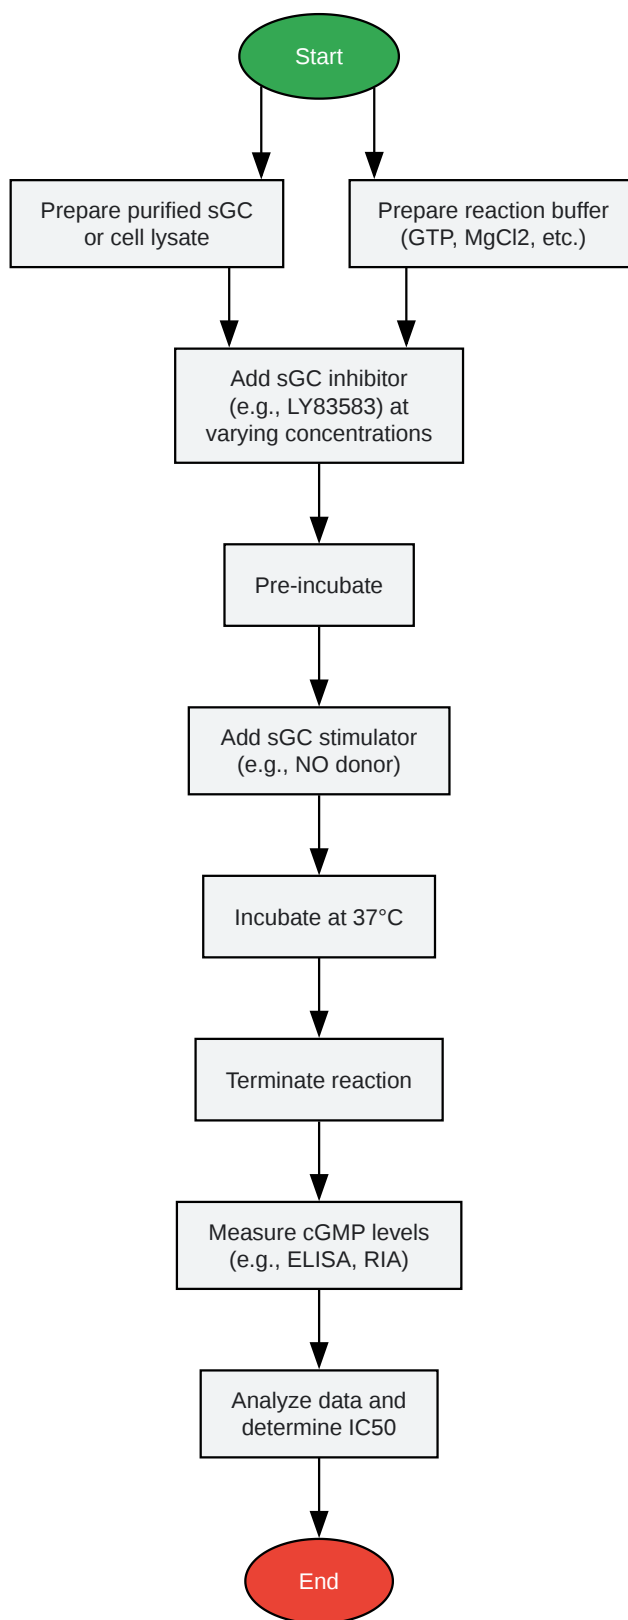 Start
Prepare purified sGC
or cell lysate
Prepare reaction buffer
(GTP, MgCl2, etc.)
Add sGC inhibitor
(e.g., LY83583) at
varying concentrations
Pre-incubate
Add sGC stimulator
(e.g., NO donor)
Incubate at 37°C
Terminate reaction
Measure cGMP levels
(e.g., ELISA, RIA)
Analyze data and
determine IC50
End